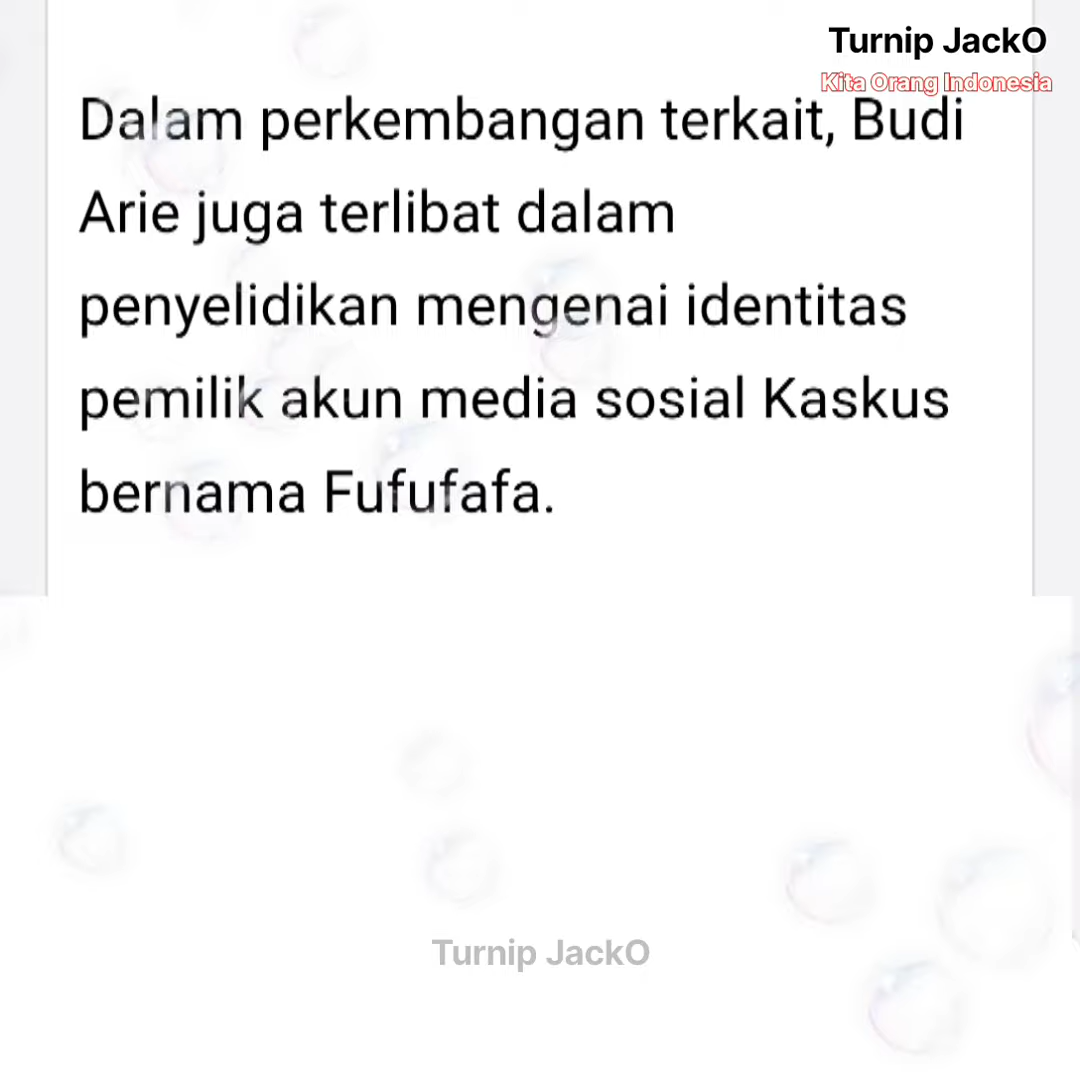 Turnip JackO
Kita Orang Indonesia
Dalam perkembangan terkait, Budi
Arie juga terlibat dalam
penyelidikan mengenai identitas
pemilik akun media sosial Kaskus
bernama Fufufafa.
Turnip JackO